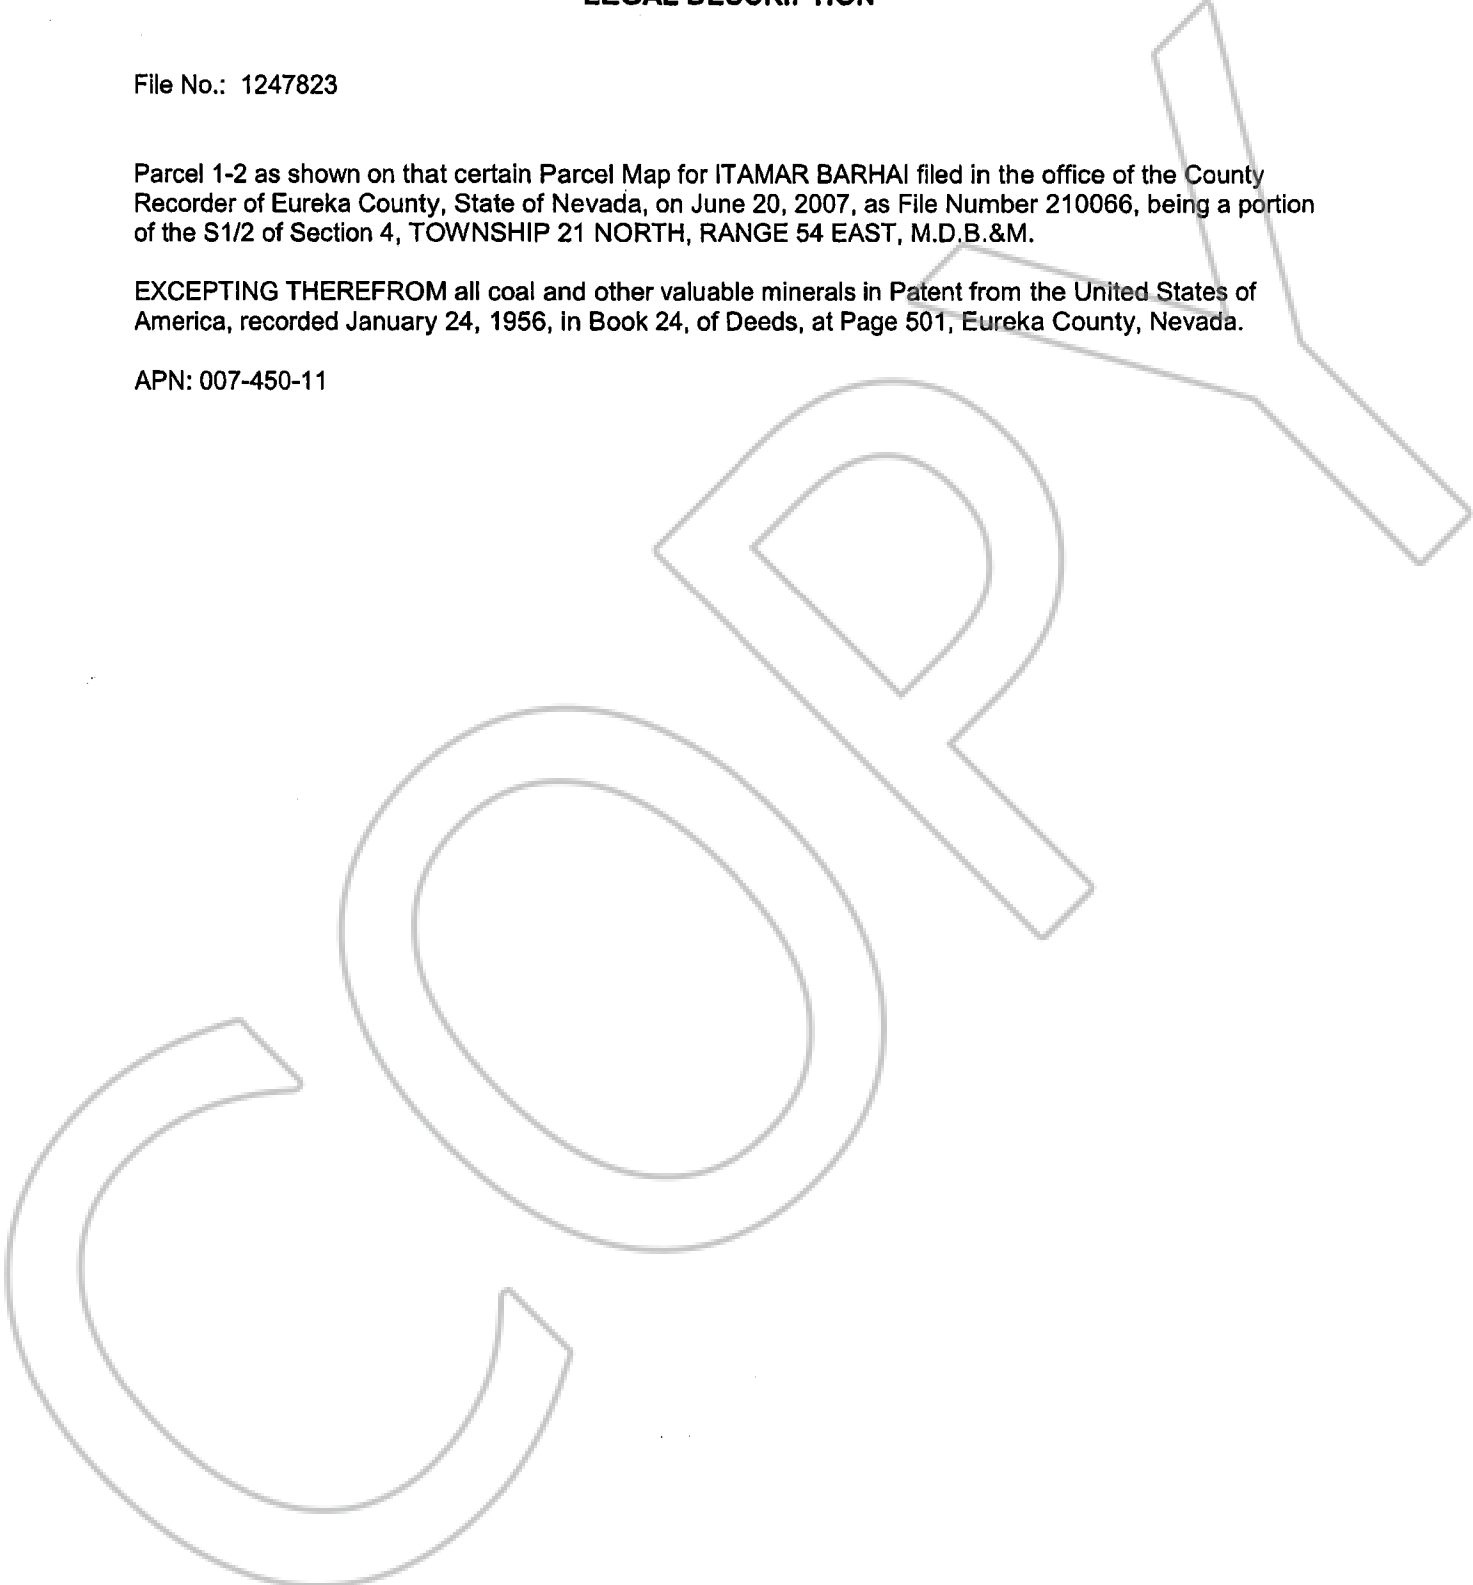 LEGAL DESCRIPTION
File No.: 1247823
Parcel 1-2 as shown on that certain Parcel Map for ITAMAR BARHAI filed in the office of the County
Recorder of Eureka County, State of Nevada, on June 20, 2007, as File Number 210066, being a portion
of the S1/2 of Section 4, TOWNSHIP 21 NORTH, RANGE 54 EAST, M.D.B.&M.
EXCEPTING THEREFROM all coal and other valuable minerals in Patent from the United States of
America, recorded January 24, 1956, in Book 24, of Deeds, at Page 501, Eureka County, Nevada.
APN: 007-450-11
COPY